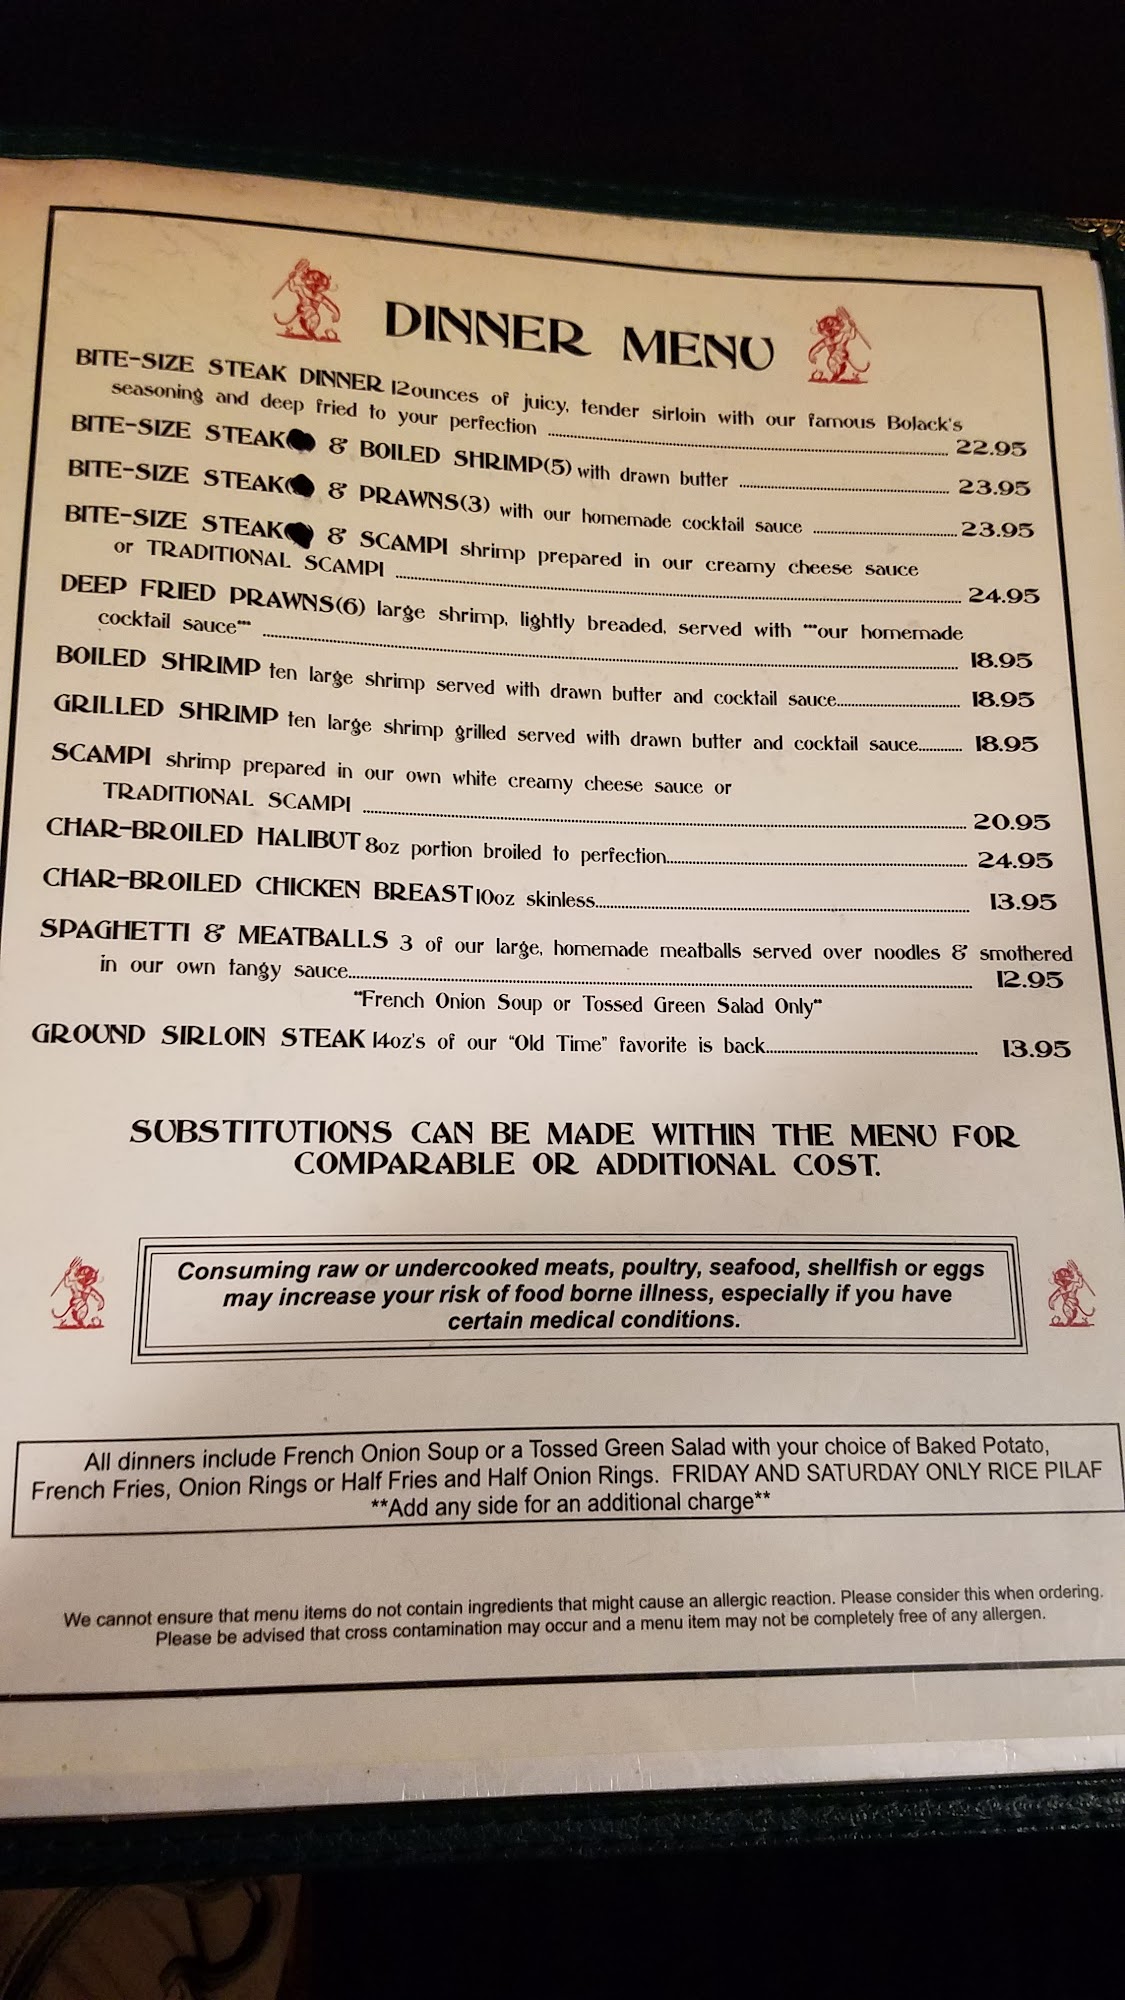 DINNER MENU
BITE-SIZE STEAK DINNER 12ounces of juicy, tender sirloin with our famous Bolack's
seasoning and deep fried to your perfection 22.95
BITE-SIZE STEAK & BOILED SHRIMP(5) with drawn butter 23.95
BITE-SIZE STEAK & PRAWNS(3) with our homemade cocktail sauce 23.95
BITE-SIZE STEAK & SCAMPI shrimp prepared in our creamy cheese sauce
or TRADITIONAL SCAMPI 24.95
DEEP FRIED PRAWNS(6) large shrimp, lightly breaded, served with ***our homemade
cocktail sauce*** 18.95
BOILED SHRIMP ten large shrimp served with drawn butter and cocktail sauce 18.95
GRILLED SHRIMP ten large shrimp grilled served with drawn butter and cocktail sauce 18.95
SCAMPI shrimp prepared in our own white creamy cheese sauce or
TRADITIONAL SCAMPI 20.95
CHAR-BROILED HALIBUT 8oz portion broiled to perfection 24.95
CHAR-BROILED CHICKEN BREAST 10oz skinless 13.95
SPAGHETTI & MEATBALLS 3 of our large, homemade meatballs served over noodles & smothered
in our own tangy sauce 12.95
**French Onion Soup or Tossed Green Salad Only**
GROUND SIRLOIN STEAK 14oz's of our "Old Time" favorite is back 13.95
SUBSTITUTIONS CAN BE MADE WITHIN THE MENU FOR
COMPARABLE OR ADDITIONAL COST.
Consuming raw or undercooked meats, poultry, seafood, shellfish or eggs
may increase your risk of food borne illness, especially if you have
certain medical conditions.
All dinners include French Onion Soup or a Tossed Green Salad with your choice of Baked Potato,
French Fries, Onion Rings or Half Fries and Half Onion Rings. FRIDAY AND SATURDAY ONLY RICE PILAF
**Add any side for an additional charge**
We cannot ensure that menu items do not contain ingredients that might cause an allergic reaction. Please consider this when ordering.
Please be advised that cross contamination may occur and a menu item may not be completely free of any allergen.